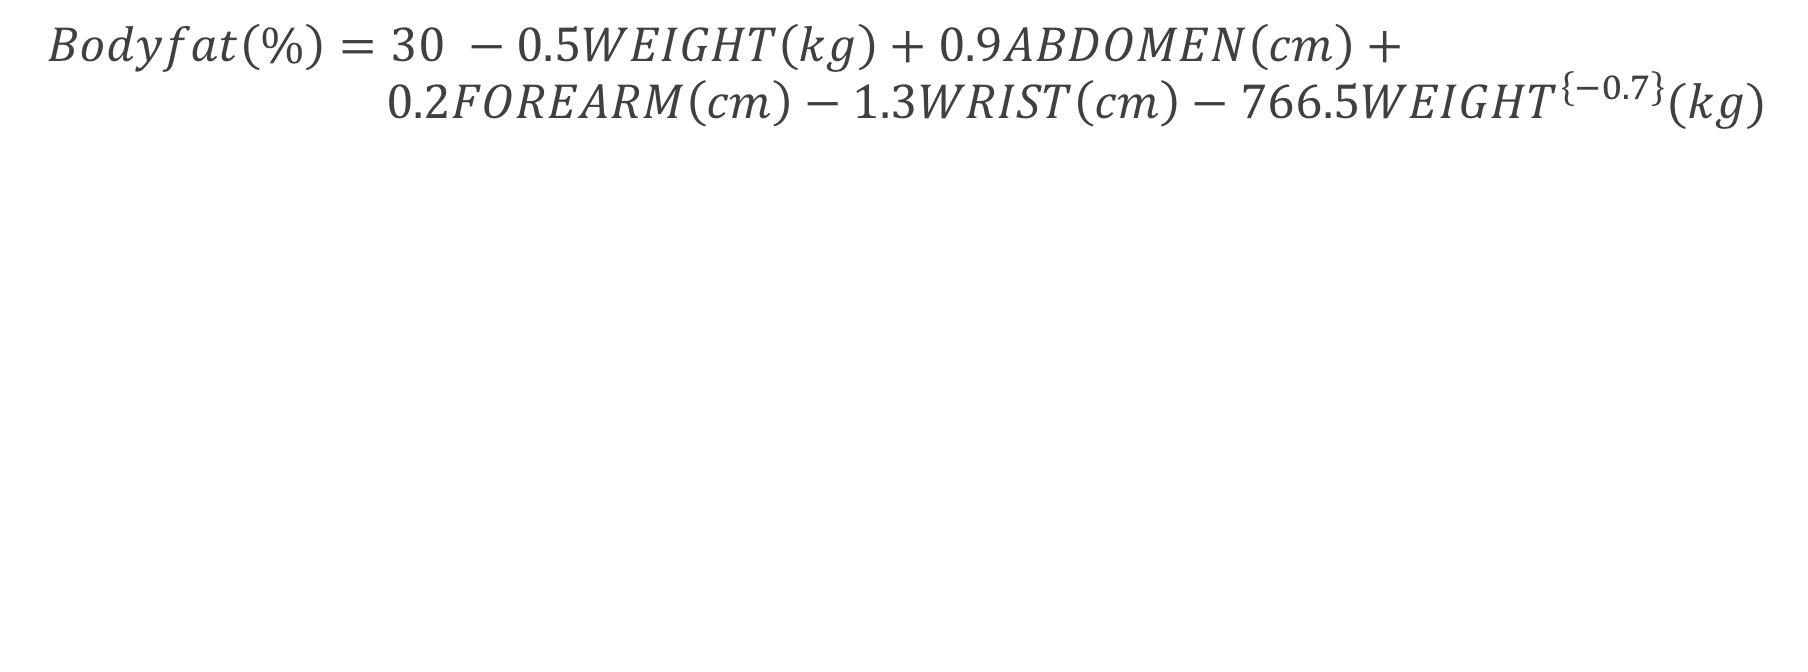 Bodyfat(%) = 30 − 0.5WEIGHT(kg) + 0.9ABDOMEN(cm) +
0.2FOREARM(cm) − 1.3WRIST(cm) − 766.5WEIGHT^{−0.7}(kg)